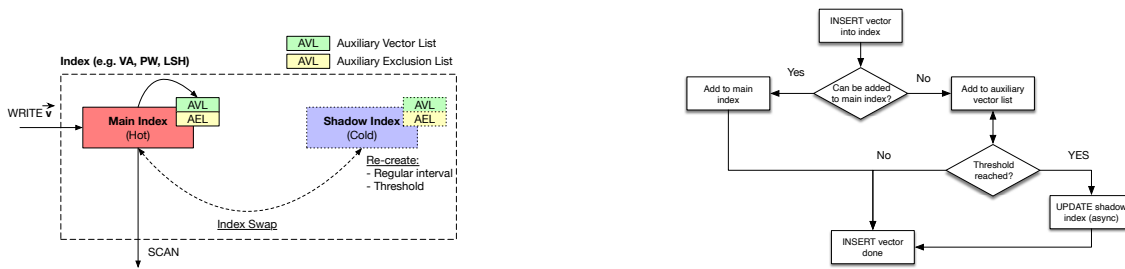 AVL Auxiliary Vector List
AVL Auxiliary Exclusion List
Index (e.g. VA, PW, LSH)
WRITE v
AVL
AEL
Main Index
(Hot)
AVL
AEL
Shadow Index
(Cold)
Re-create:
- Regular interval
- Threshold
Index Swap
SCAN
INSERT vector
into index
Yes
No
Can be added
to main index?
Add to main
index
Add to auxiliary
vector list
No
YES
Threshold
reached?
UPDATE shadow
index (async)
INSERT vector
done